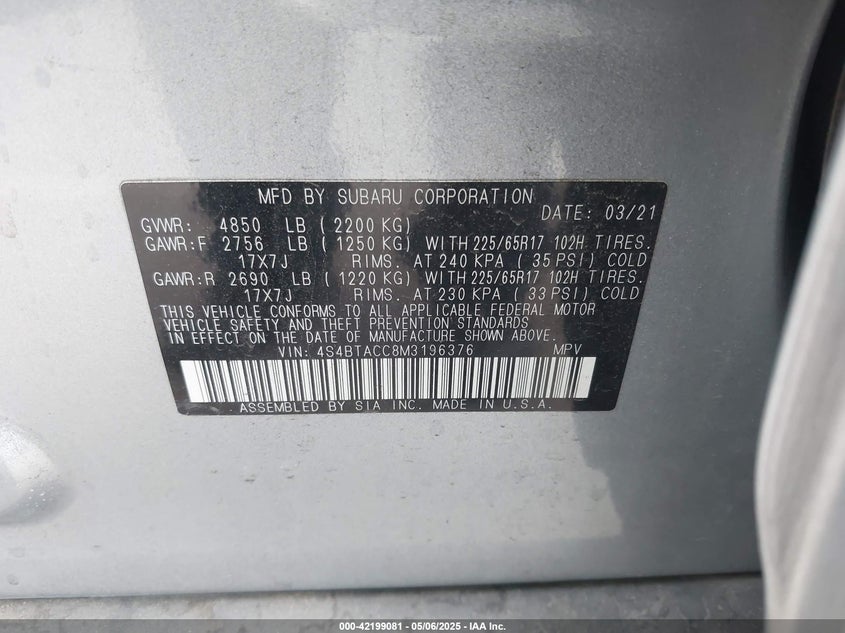 MFD BY SUBARU CORPORATION
DATE: 03/21
GVWR: 4850 LB (2200 KG)
GAWR:F 2756 LB (1250 KG) WITH 225/65R17 102H TIRES.
17X7J RIMS. AT 240 KPA (35 PSI) COLD
GAWR:R 2690 LB (1220 KG) WITH 225/65R17 102H TIRES.
17X7J RIMS. AT 230 KPA (33 PSI) COLD
THIS VEHICLE CONFORMS TO ALL APPLICABLE FEDERAL MOTOR
VEHICLE SAFETY AND THEFT PREVENTION STANDARDS
IN EFFECT ON THE DATE OF MANUFACTURE SHOWN ABOVE.
VIN: 4S4BTACC8M3196376 MPV
ASSEMBLED BY SIA INC. MADE IN U.S.A.
000-42199081 - 05/06/2025 - IAA Inc.